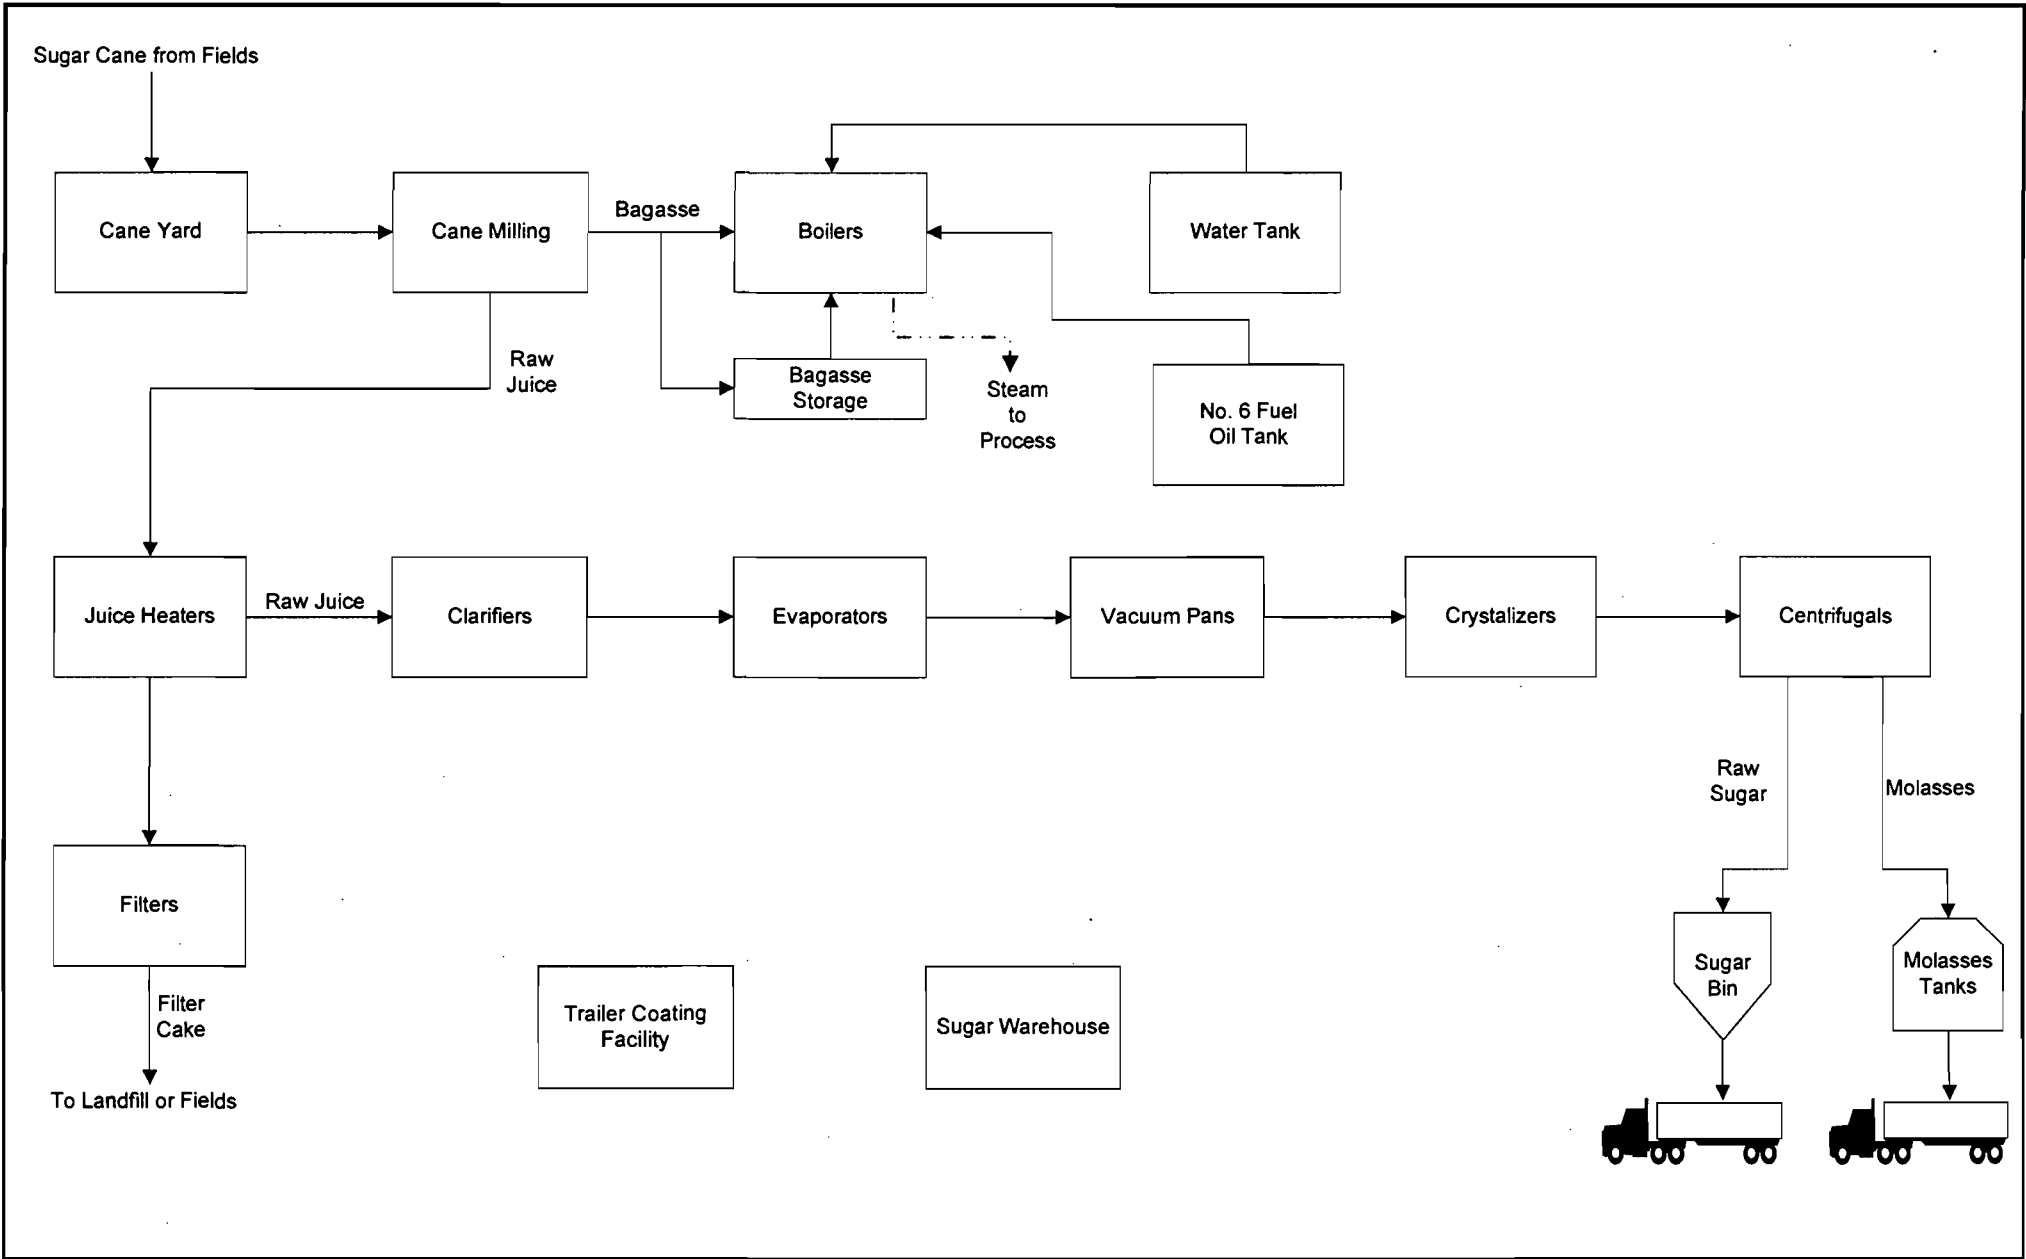 Sugar Cane from Fields
Cane Yard
Cane Milling
Bagasse
Boilers
Water Tank
Raw
Juice
Bagasse
Storage
Steam
to
Process
No. 6 Fuel
Oil Tank
Juice Heaters
Raw Juice
Clarifiers
Evaporators
Vacuum Pans
Crystalizers
Centrifugals
Raw
Sugar
Molasses
Filters
Filter
Cake
To Landfill or Fields
Trailer Coating
Facility
Sugar Warehouse
Sugar
Bin
Molasses
Tanks